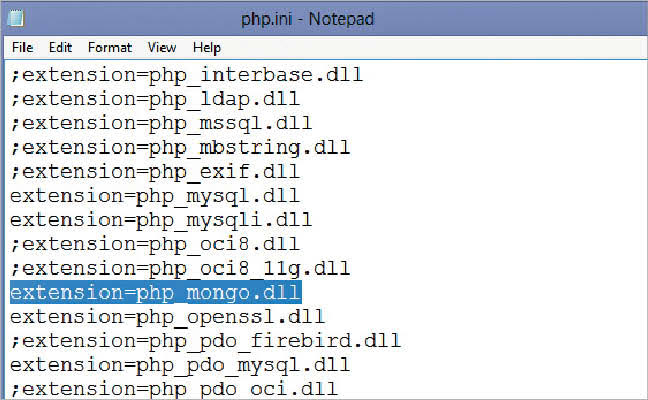 php.ini - Notepad
File Edit Format View Help
;extension=php_interbase.dll
;extension=php_ldap.dll
;extension=php_mssql.dll
;extension=php_mbstring.dll
;extension=php_exif.dll
extension=php_mysql.dll
extension=php_mysqli.dll
;extension=php_oci8.dll
;extension=php_oci8_11g.dll
extension=php_mongo.dll
extension=php_openssl.dll
;extension=php_pdo_firebird.dll
extension=php_pdo_mysql.dll
;extension=php_pdo_oci.dll